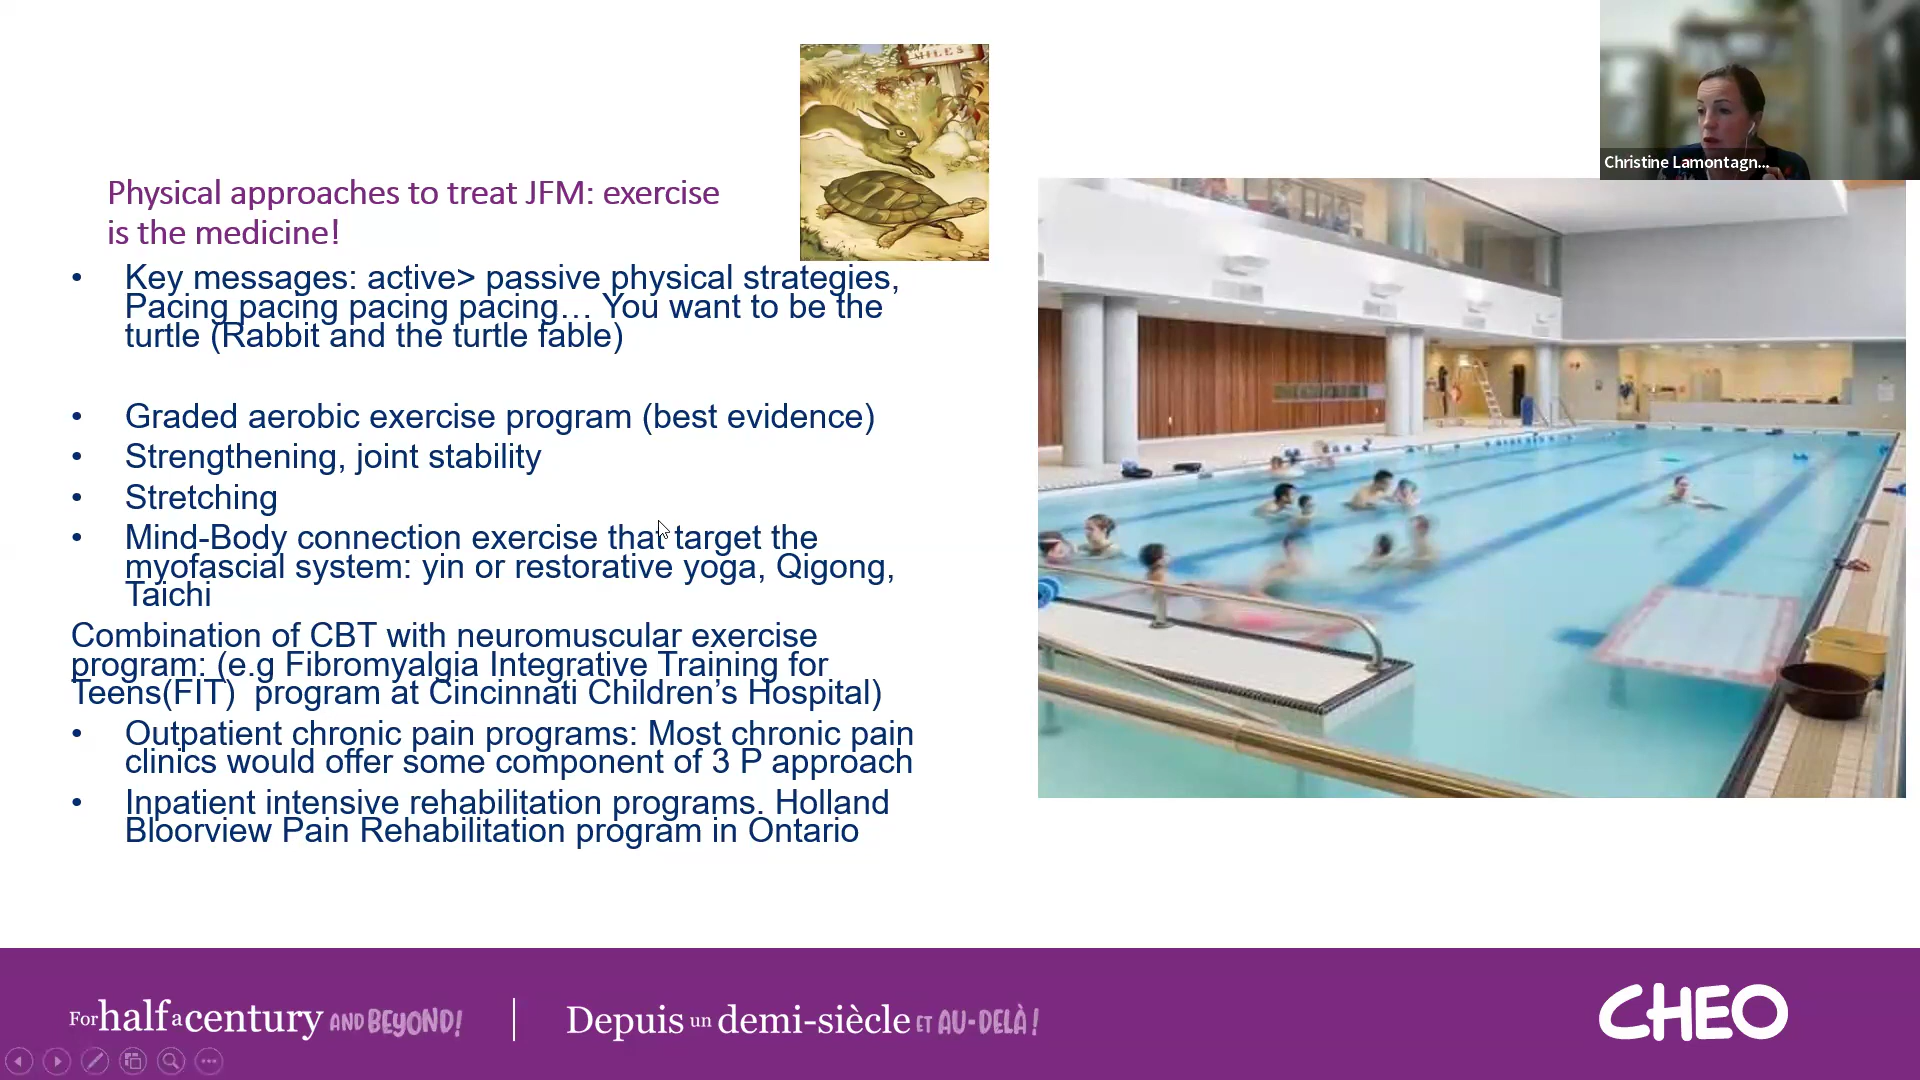 MILES
Christine Lamontagn...
Physical approaches to treat JFM: exercise
is the medicine!
• Key messages: active> passive physical strategies,
Pacing pacing pacing pacing… You want to be the
turtle (Rabbit and the turtle fable)
• Graded aerobic exercise program (best evidence)
• Strengthening, joint stability
• Stretching
• Mind-Body connection exercise that target the
myofascial system: yin or restorative yoga, Qigong,
Taichi
Combination of CBT with neuromuscular exercise
program: (e.g Fibromyalgia Integrative Training for
Teens(FIT)  program at Cincinnati Children’s Hospital)
• Outpatient chronic pain programs: Most chronic pain
clinics would offer some component of 3 P approach
• Inpatient intensive rehabilitation programs. Holland
Bloorview Pain Rehabilitation program in Ontario
For half a century AND BEYOND!
Depuis un demi-siècle ET AU-DELÀ!
CHEO